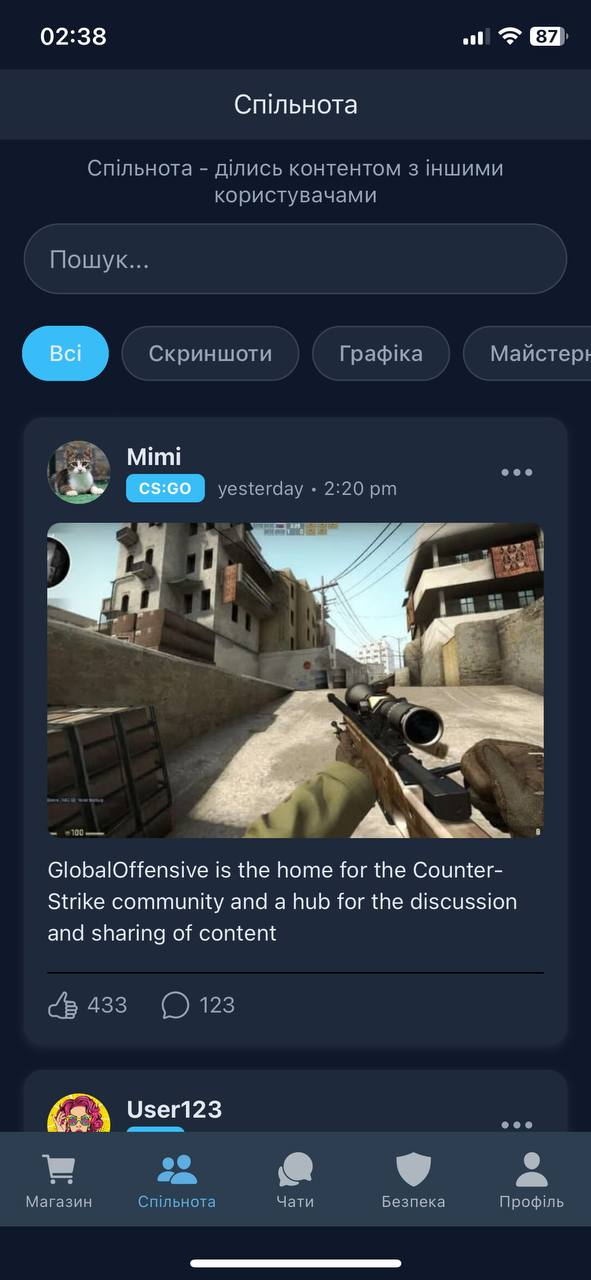 02:38
87
Спільнота
Спільнота - ділись контентом з іншими
користувачами
Пошук...
Всі
Скриншоти
Графіка
Майстерн
Mimi
CS:GO
yesterday • 2:20 pm
100
GlobalOffensive is the home for the Counter-
Strike community and a hub for the discussion
and sharing of content
433
123
User123
Магазин
Спільнота
Чати
Безпека
Профіль